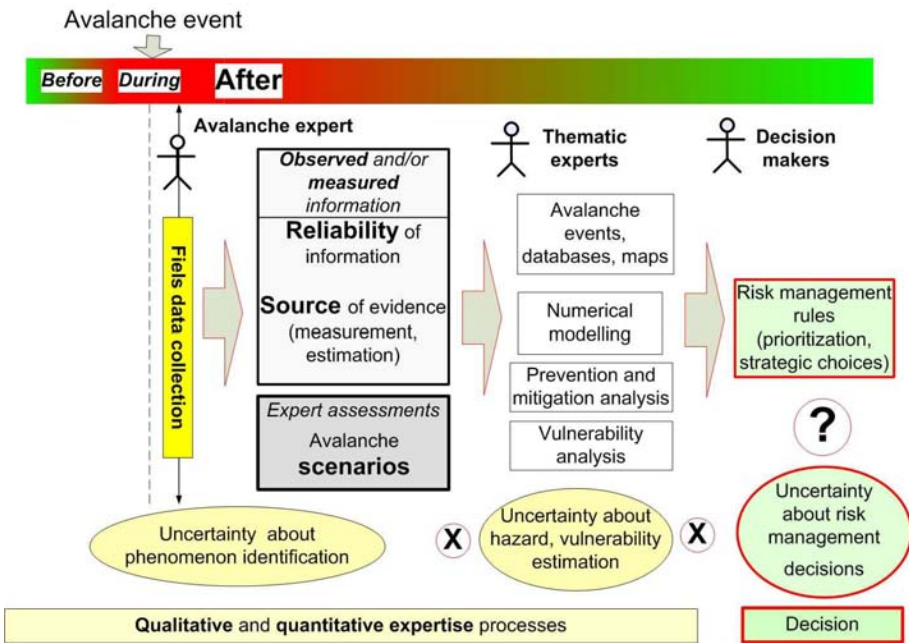 Avalanche event
Before During After
Avalanche expert
Thematic
experts
Decision
makers
Fiels data collection
Observed and/or
measured
information
Reliability of
information
Source of evidence
(measurement,
estimation)
Expert assessments
Avalanche
scenarios
Avalanche
events,
databases, maps
Numerical
modelling
Prevention and
mitigation analysis
Vulnerability
analysis
Risk management
rules
(prioritization,
strategic choices)
?
Uncertainty about
phenomenon identification
X
Uncertainty about
hazard, vulnerability
estimation
X
Uncertainty
about risk
management
decisions
Qualitative and quantitative expertise processes
Decision